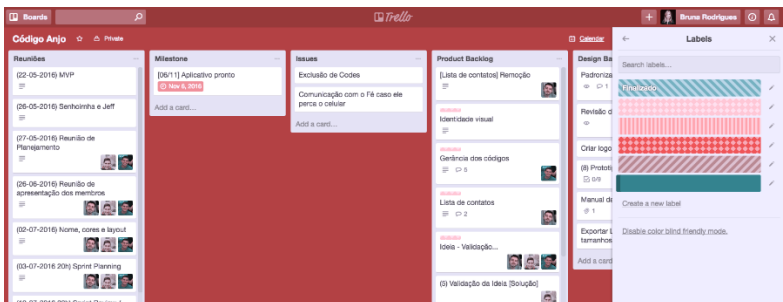 Boards
Trello
Bruna Rodrigues
Código Anjo
Private
Calendar
Reuniões
(22-05-2016) MVP
(26-05-2016) Senhorinha e Jeff
(27-05-2016) Reunião de
Planejamento
(26-06-2016) Reunião de
apresentação dos membros
(02-07-2016) Nome, cores e layout
(03-07-2016 20h) Sprint Planning
Milestone
[06/11] Aplicativo pronto
Nov 6, 2016
Add a card...
Issues
Exclusão de Codes
Comunicação com o Fé caso ele
perca o celular
Add a card...
Product Backlog
[Lista de contatos] Remoção
Identidade visual
Gerência dos códigos
5
Lista de contatos
2
Ideia - Validação...
(5) Validação da Ideia [Solução]
Design Ba
Padroniza
1
Revisão d
Criar logo
(8) Prototi
0/9
Manual de
1
Exportar L
tamanhos
Add a card
Labels
Search labels...
Finalizado
Create a new label
Disable color blind friendly mode.